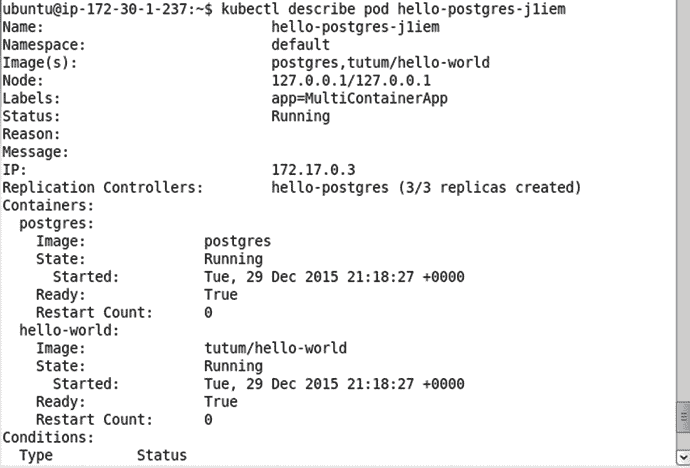 ubuntu@ip-172-30-1-237:~$ kubectl describe pod hello-postgres-j1iem
Name: hello-postgres-j1iem
Namespace: default
Image(s): postgres,tutum/hello-world
Node: 127.0.0.1/127.0.0.1
Labels: app=MultiContainerApp
Status: Running
Reason:
Message:
IP: 172.17.0.3
Replication Controllers: hello-postgres (3/3 replicas created)
Containers:
postgres:
Image: postgres
State: Running
Started: Tue, 29 Dec 2015 21:18:27 +0000
Ready: True
Restart Count: 0
hello-world:
Image: tutum/hello-world
State: Running
Started: Tue, 29 Dec 2015 21:18:27 +0000
Ready: True
Restart Count: 0
Conditions:
Type Status